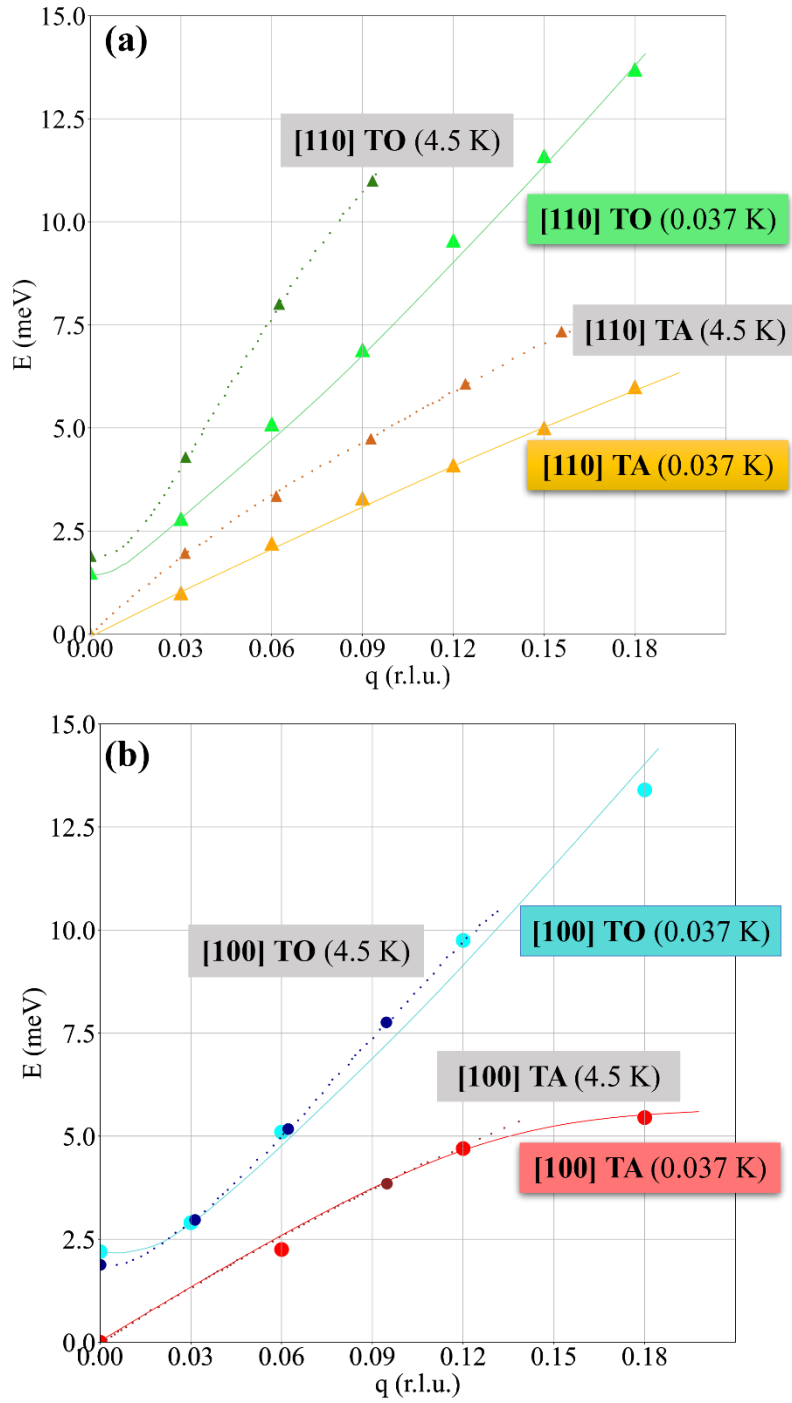 (a)
15.0
12.5
10.0
7.5
5.0
2.5
0.0
E (meV)
[110] TO (4.5 K)
[110] TO (0.037 K)
[110] TA (4.5 K)
[110] TA (0.037 K)
0.00 0.03 0.06 0.09 0.12 0.15 0.18
q (r.l.u.)
(b)
15.0
12.5
10.0
7.5
5.0
2.5
0.0
E (meV)
[100] TO (4.5 K)
[100] TO (0.037 K)
[100] TA (4.5 K)
[100] TA (0.037 K)
0.00 0.03 0.06 0.09 0.12 0.15 0.18
q (r.l.u.)